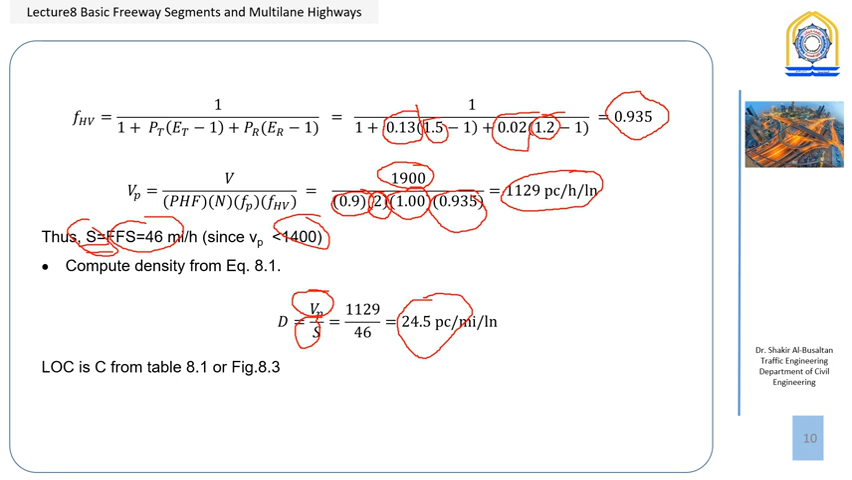 Lecture8 Basic Freeway Segments and Multilane Highways
f_HV = 1 / (1 + P_T(E_T − 1) + P_R(E_R − 1)) = 1 / (1 + 0.13(1.5 − 1) + 0.02(1.2 − 1)) = 0.935
V_p = V / ((PHF)(N)(f_p)(f_HV)) = 1900 / ((0.9)(2)(1.00)(0.935)) = 1129 pc/h/ln
Thus, S=FFS=46 mi/h (since v_p <1400)
• Compute density from Eq. 8.1.
D = V_p / S = 1129 / 46 = 24.5 pc/mi/ln
LOC is C from table 8.1 or Fig.8.3
Dr. Shakir Al-Busaltan
Traffic Engineering
Department of Civil
Engineering
10